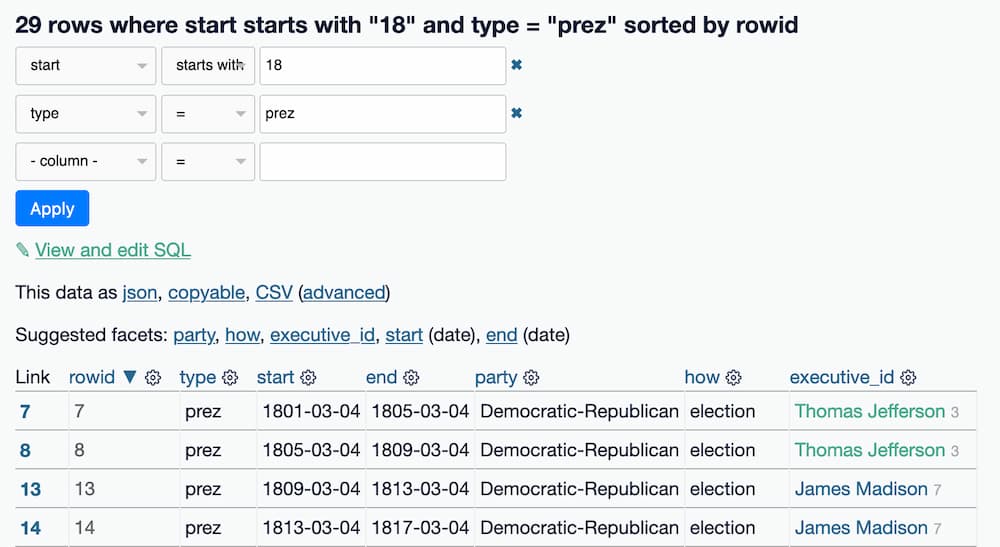 29 rows where start starts with "18" and type = "prez" sorted by rowid
start starts with 18 ✖
type = prez ✖
- column - =
Apply
✎ View and edit SQL
This data as json, copyable, CSV (advanced)
Suggested facets: party, how, executive_id, start (date), end (date)
Link rowid ▼ type start end party how executive_id
7 7 prez 1801-03-04 1805-03-04 Democratic-Republican election Thomas Jefferson 3
8 8 prez 1805-03-04 1809-03-04 Democratic-Republican election Thomas Jefferson 3
13 13 prez 1809-03-04 1813-03-04 Democratic-Republican election James Madison 7
14 14 prez 1813-03-04 1817-03-04 Democratic-Republican election James Madison 7